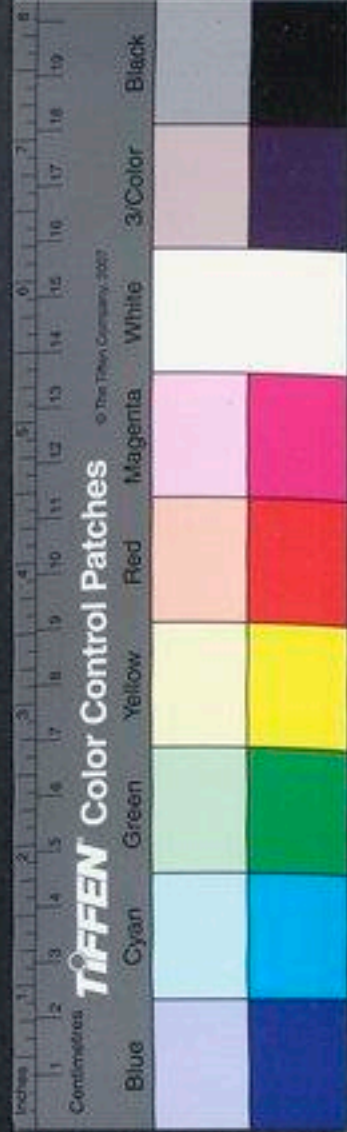 Inches 1 2 3 4 5 6 7 8
Centimetres 1 2 3 4 5 6 7 8 9 10 11 12 13 14 15 16 17 18 19
TIFFEN® Color Control Patches © The Tiffen Company, 2007
Blue Cyan Green Yellow Red Magenta White 3/Color Black